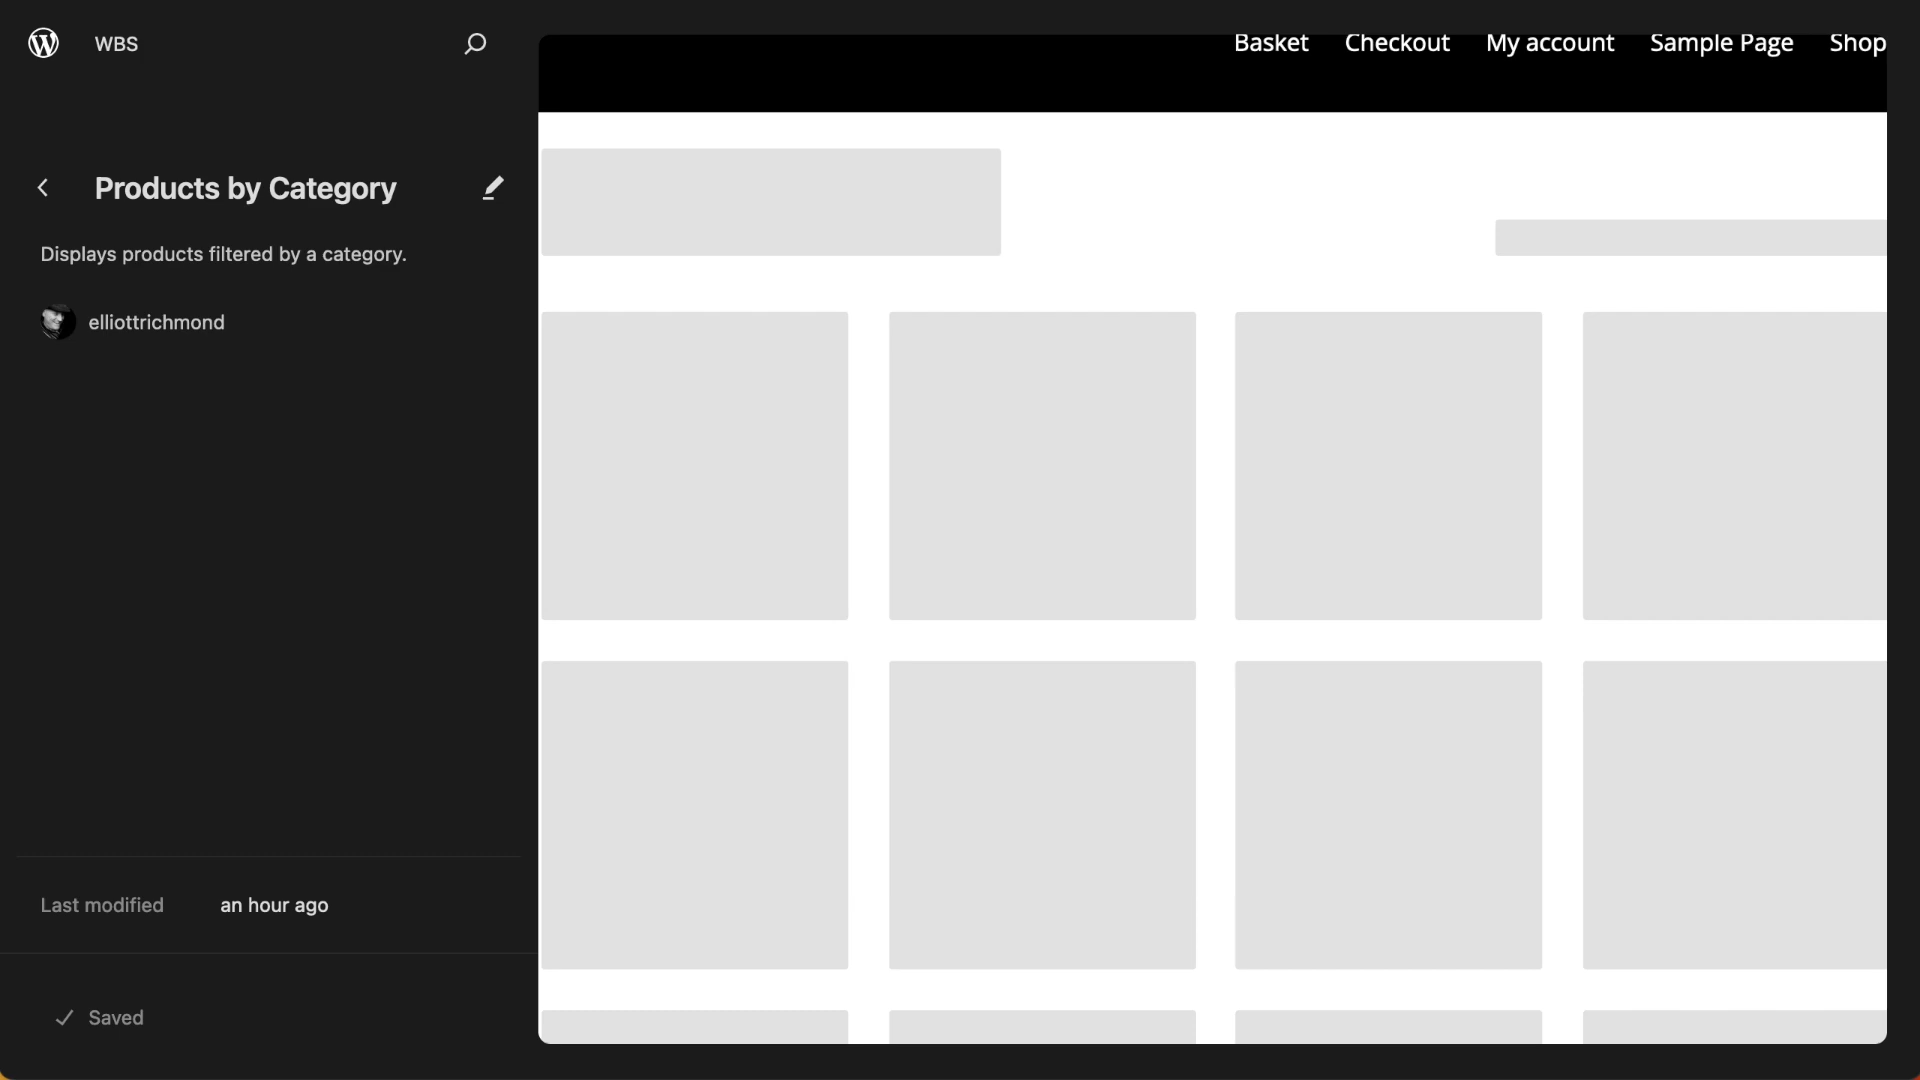 WBS
Basket Checkout My account Sample Page Shop
Products by Category
Displays products filtered by a category.
elliottrichmond
Last modified an hour ago
Saved